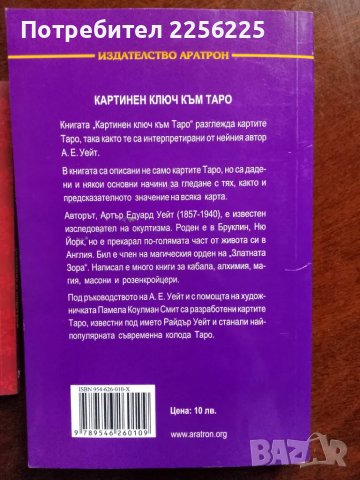 Потребител 2256225
ИЗДАТЕЛСТВО АРАТРОН
КАРТИНЕН КЛЮЧ КЪМ ТАРО
Книгата „Картинен ключ към Таро" разглежда картите
Таро, така както те са интерпретирани от нейния автор
А. Е. Уейт.
В книгата са описани не само картите Таро, но са даде-
ни и някои основни начини за гледане с тях, както и
предсказателното значение на всяка карта.
Авторът, Артър Едуард Уейт (1857-1940), е известен
изследовател на окултизма. Роден е в Бруклин, Ню
Йорк, но е прекарал по-голямата част от живота си в
Англия. Бил е член на магическия орден на „Златната
Зора". Написал е много книги за кабала, алхимия, ма-
гия, масони и розенкройцери.
Под ръководството на А. Е. Уейт и с помощта на худож-
ничката Памела Коулман Смит са разработени картите
Таро, известни под името Райдър Уейт и станали най-
популярната съвременна колода Таро.
ISBN 954-626-010-X
9 789546 260109
Цена: 10 лв.
www.aratron.org
BAZAR